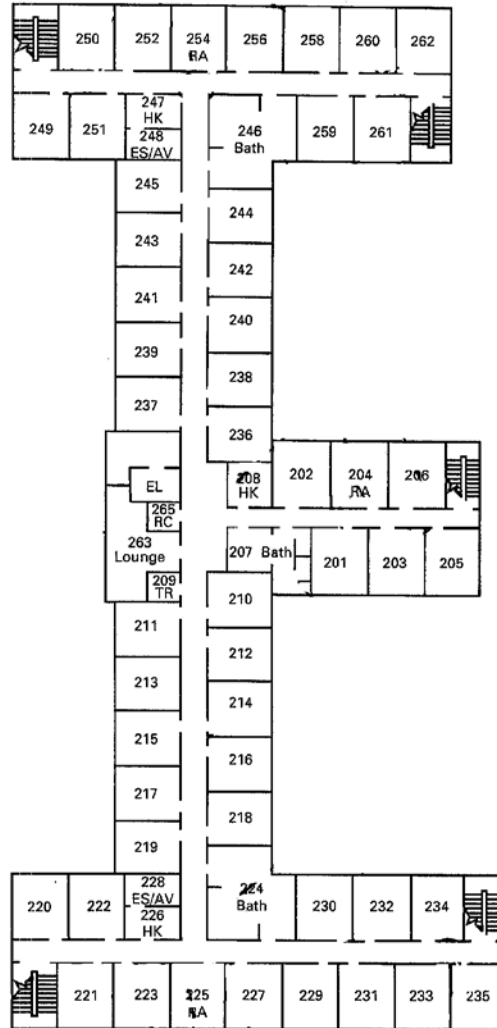 250 252 254 256 258 260 262
RA
247
HK
249 251 248 246 259 261
ES/AV Bath
245
244
243
242
241
240
239
238
237
236
EL 208 202 204 206
HK RA
265
RC
263
Lounge
207 Bath 201 203 205
209
TR
210
211
212
213
214
215
216
217
218
219
228
ES/AV
220 222 226 224 230 232 234
HK Bath
221 223 225 227 229 231 233 235
RA